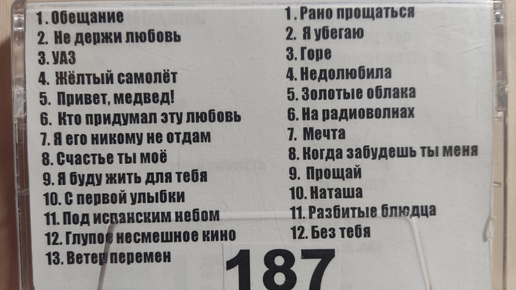 1. Обещание
2. Не держи любовь
3. УАЗ
4. Жёлтый самолёт
5. Привет, медвед!
6. Кто придумал эту любовь
7. Я его никому не отдам
8. Счастье ты моё
9. Я буду жить для тебя
10. С первой улыбки
11. Под испанским небом
12. Глупое несмешное кино
13. Ветер перемен
1. Рано прощаться
2. Я убегаю
3. Горе
4. Недолюбила
5. Золотые облака
6. На радиоволнах
7. Мечта
8. Когда забудешь ты меня
9. Прощай
10. Наташа
11. Разбитые блюдца
12. Без тебя
187